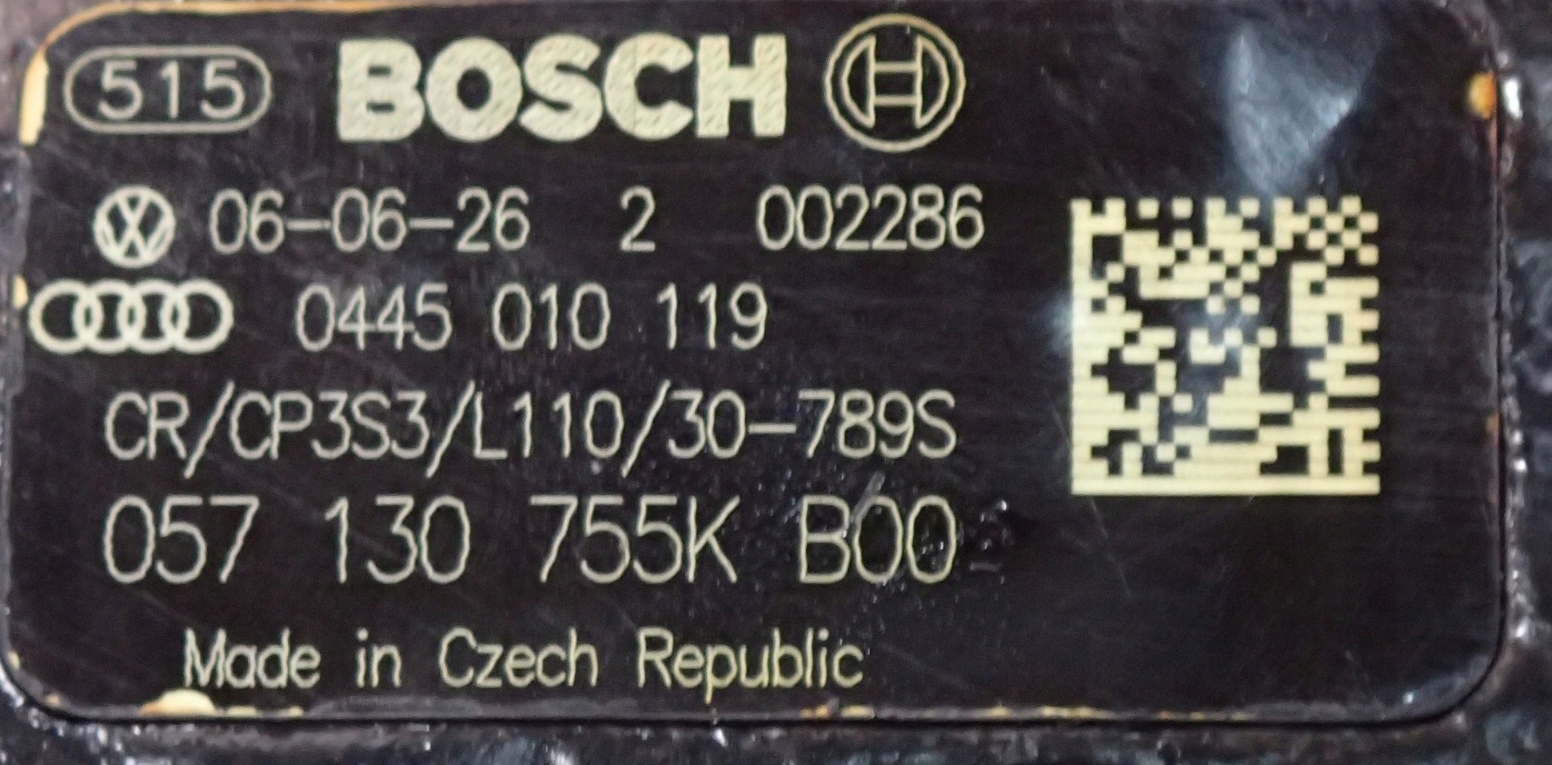 515 BOSCH
06-06-26 2 002286
0445 010 119
CR/CP3S3/L110/30-789S
057 130 755K B00
Made in Czech Republic